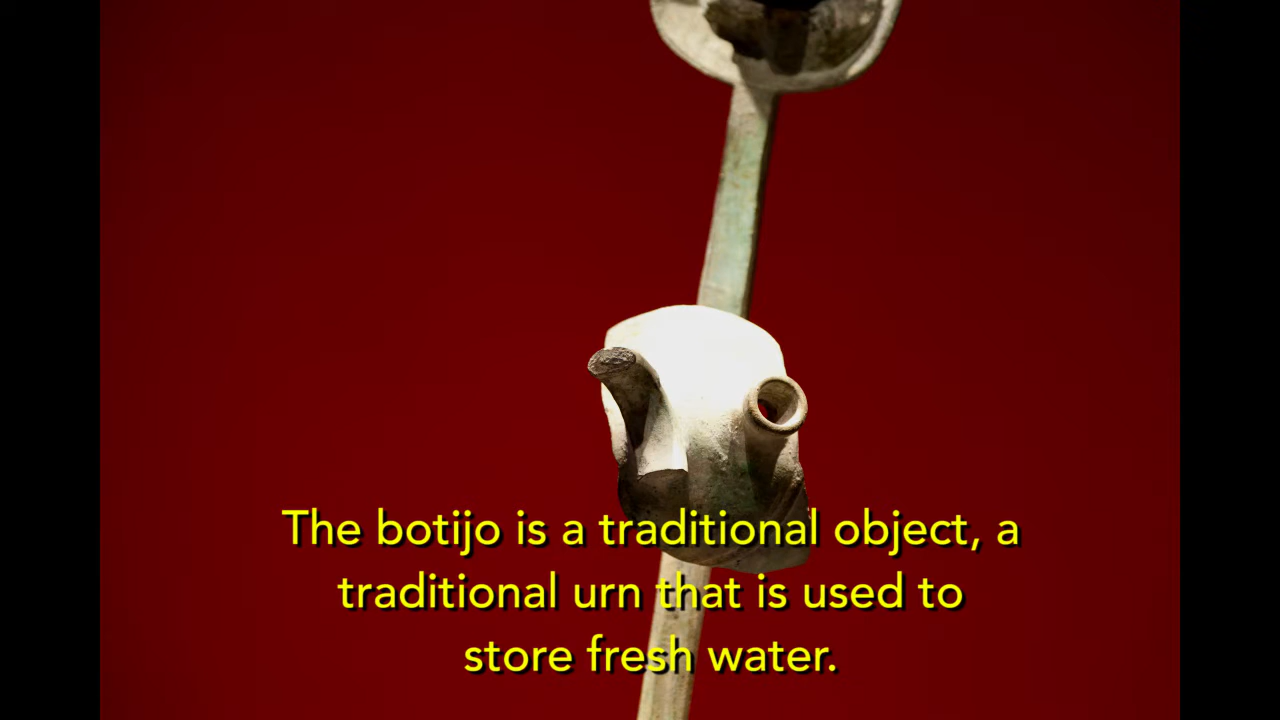 The botijo is a traditional object, a
traditional urn that is used to
store fresh water.